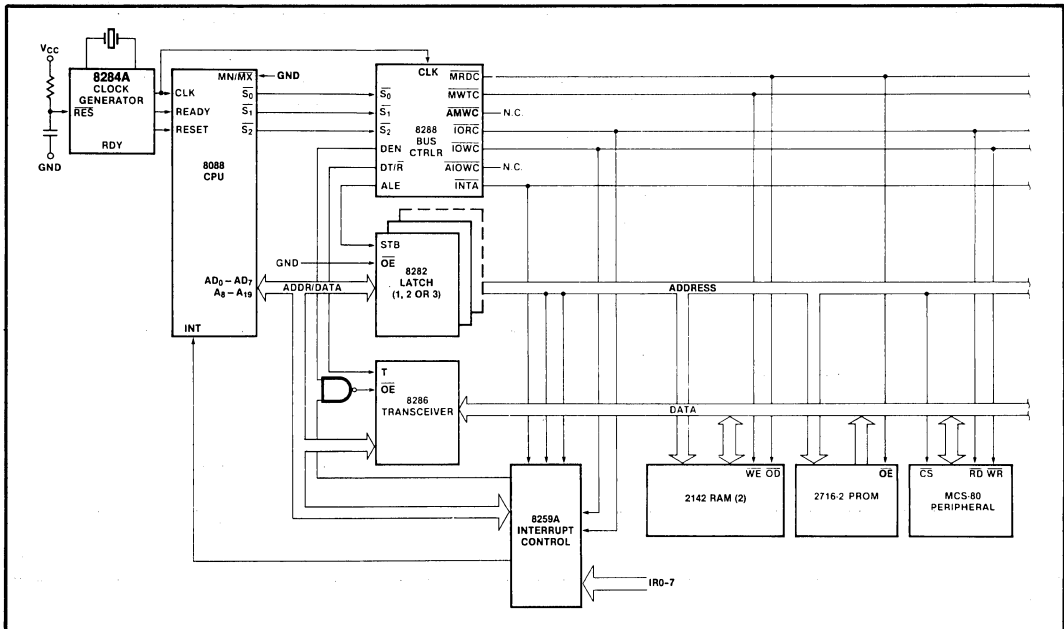 VCC
GND
8284A
CLOCK
GENERATOR
RES
RDY
MN/MX
GND
CLK
READY
RESET
S0
S1
S2
8088
CPU
AD0 – AD7
A8 – A19
INT
CLK
S0
S1
S2
DEN
DT/R
ALE
8288
BUS
CTRLR
MRDC
MWTC
AMWC
IORC
IOWC
AIOWC
INTA
N.C.
N.C.
GND
STB
OE
8282
LATCH
(1, 2 OR 3)
ADDR/DATA
ADDRESS
T
OE
8286
TRANSCEIVER
DATA
8259A
INTERRUPT
CONTROL
IR0-7
WE OD
2142 RAM (2)
OE
2716-2 PROM
CS RD WR
MCS-80
PERIPHERAL